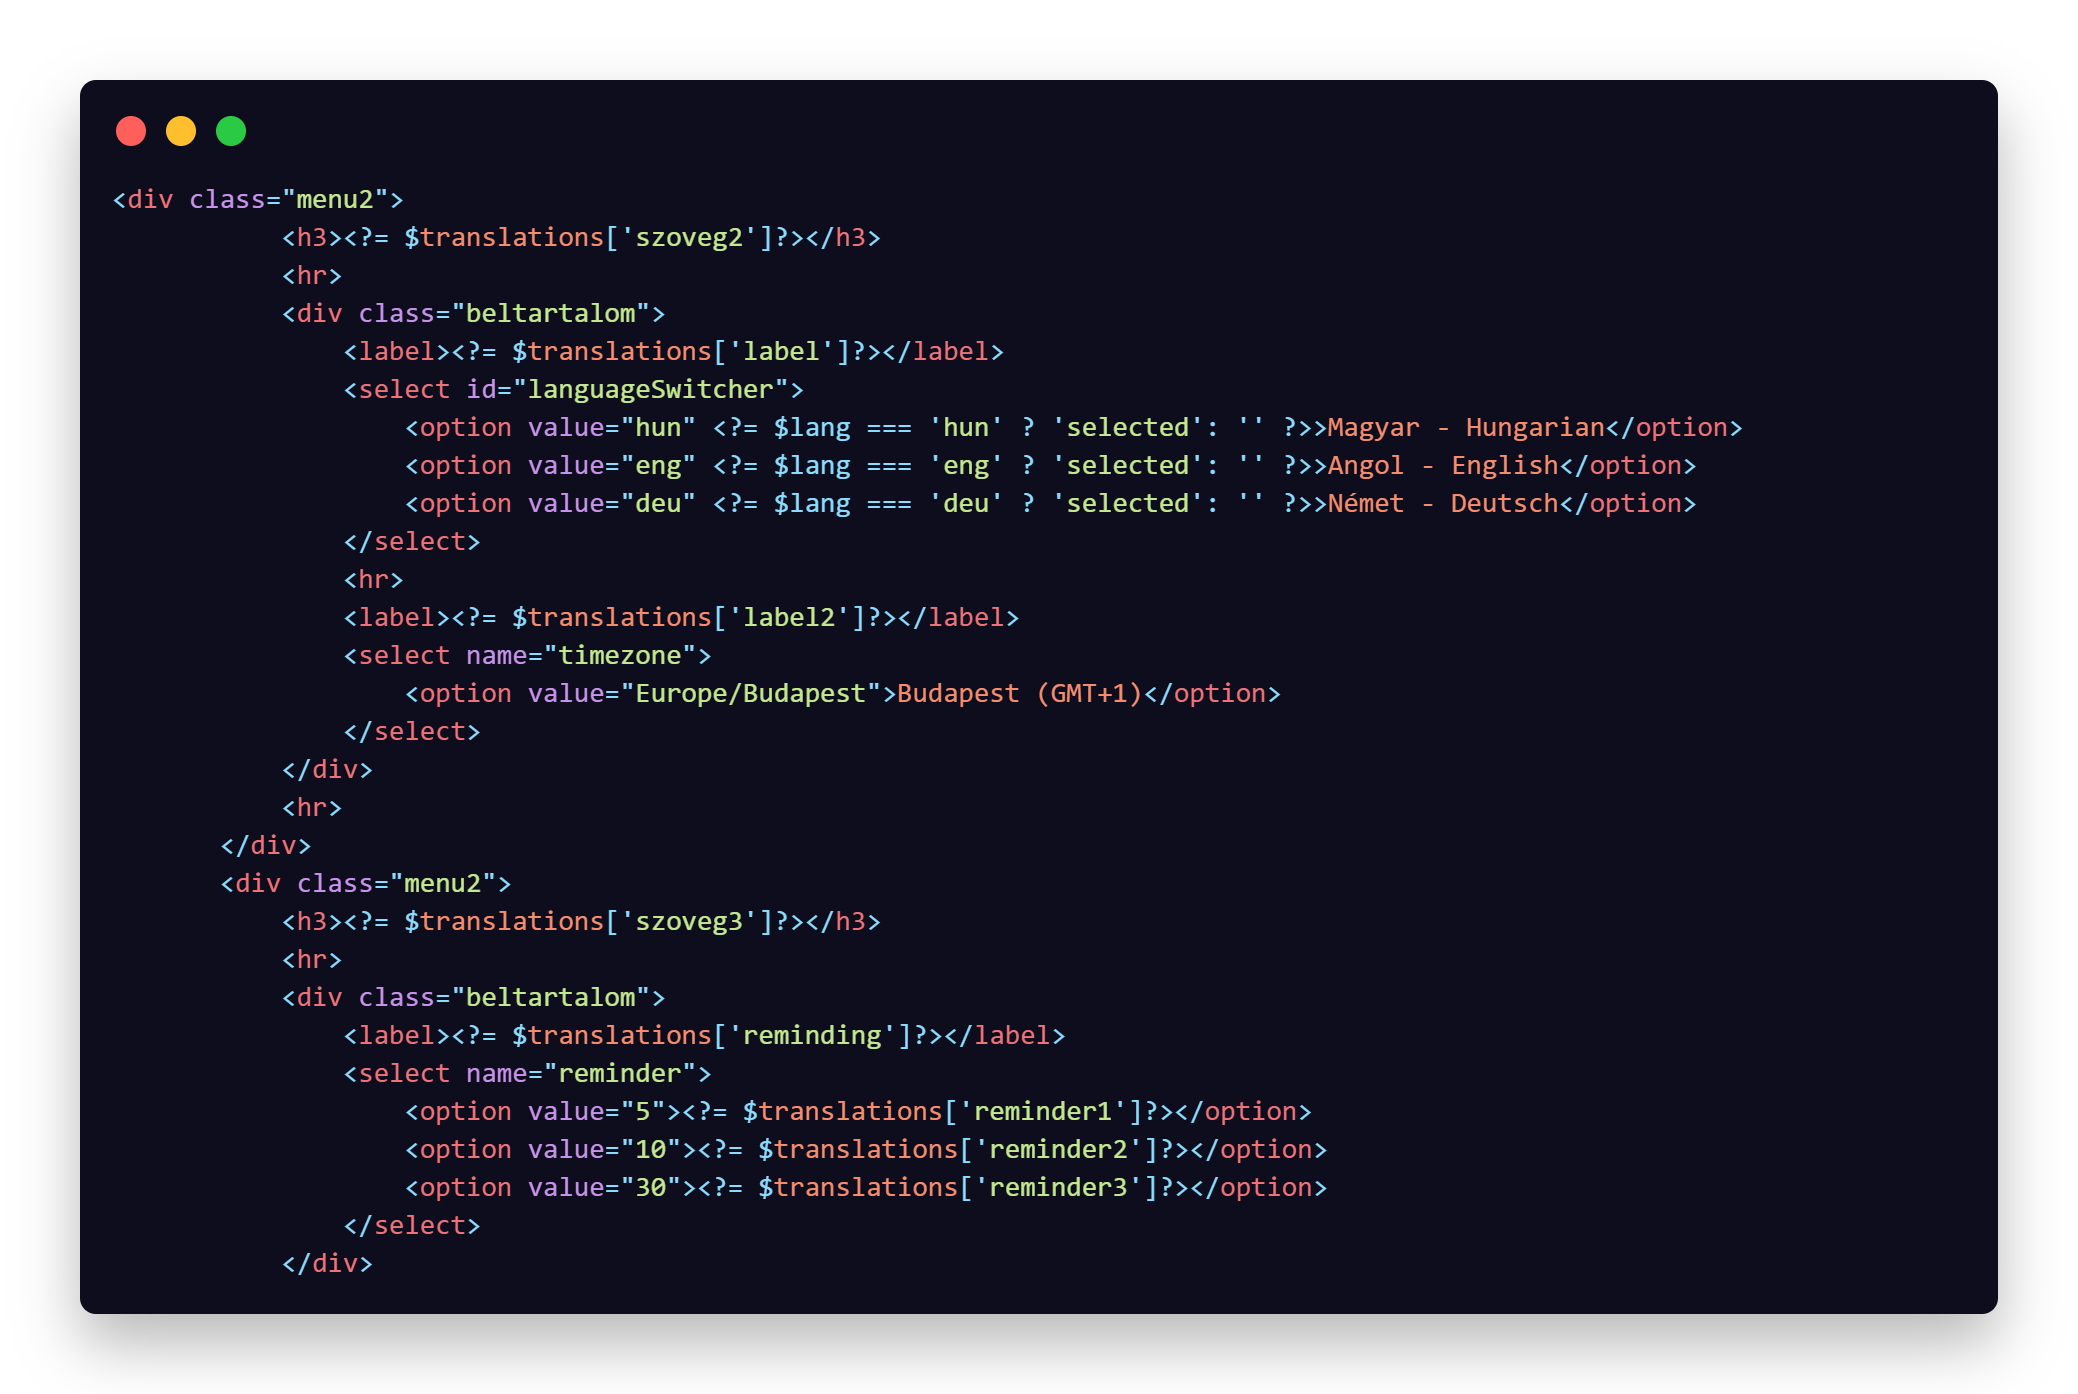 <div class="menu2">
<h3><?= $translations['szoveg2']?></h3>
<hr>
<div class="beltartalom">
<label><?= $translations['label']?></label>
<select id="languageSwitcher">
<option value="hun" <?= $lang === 'hun' ? 'selected': '' ?>>Magyar - Hungarian</option>
<option value="eng" <?= $lang === 'eng' ? 'selected': '' ?>>Angol - English</option>
<option value="deu" <?= $lang === 'deu' ? 'selected': '' ?>>Német - Deutsch</option>
</select>
<hr>
<label><?= $translations['label2']?></label>
<select name="timezone">
<option value="Europe/Budapest">Budapest (GMT+1)</option>
</select>
</div>
<hr>
</div>
<div class="menu2">
<h3><?= $translations['szoveg3']?></h3>
<hr>
<div class="beltartalom">
<label><?= $translations['reminding']?></label>
<select name="reminder">
<option value="5"><?= $translations['reminder1']?></option>
<option value="10"><?= $translations['reminder2']?></option>
<option value="30"><?= $translations['reminder3']?></option>
</select>
</div>